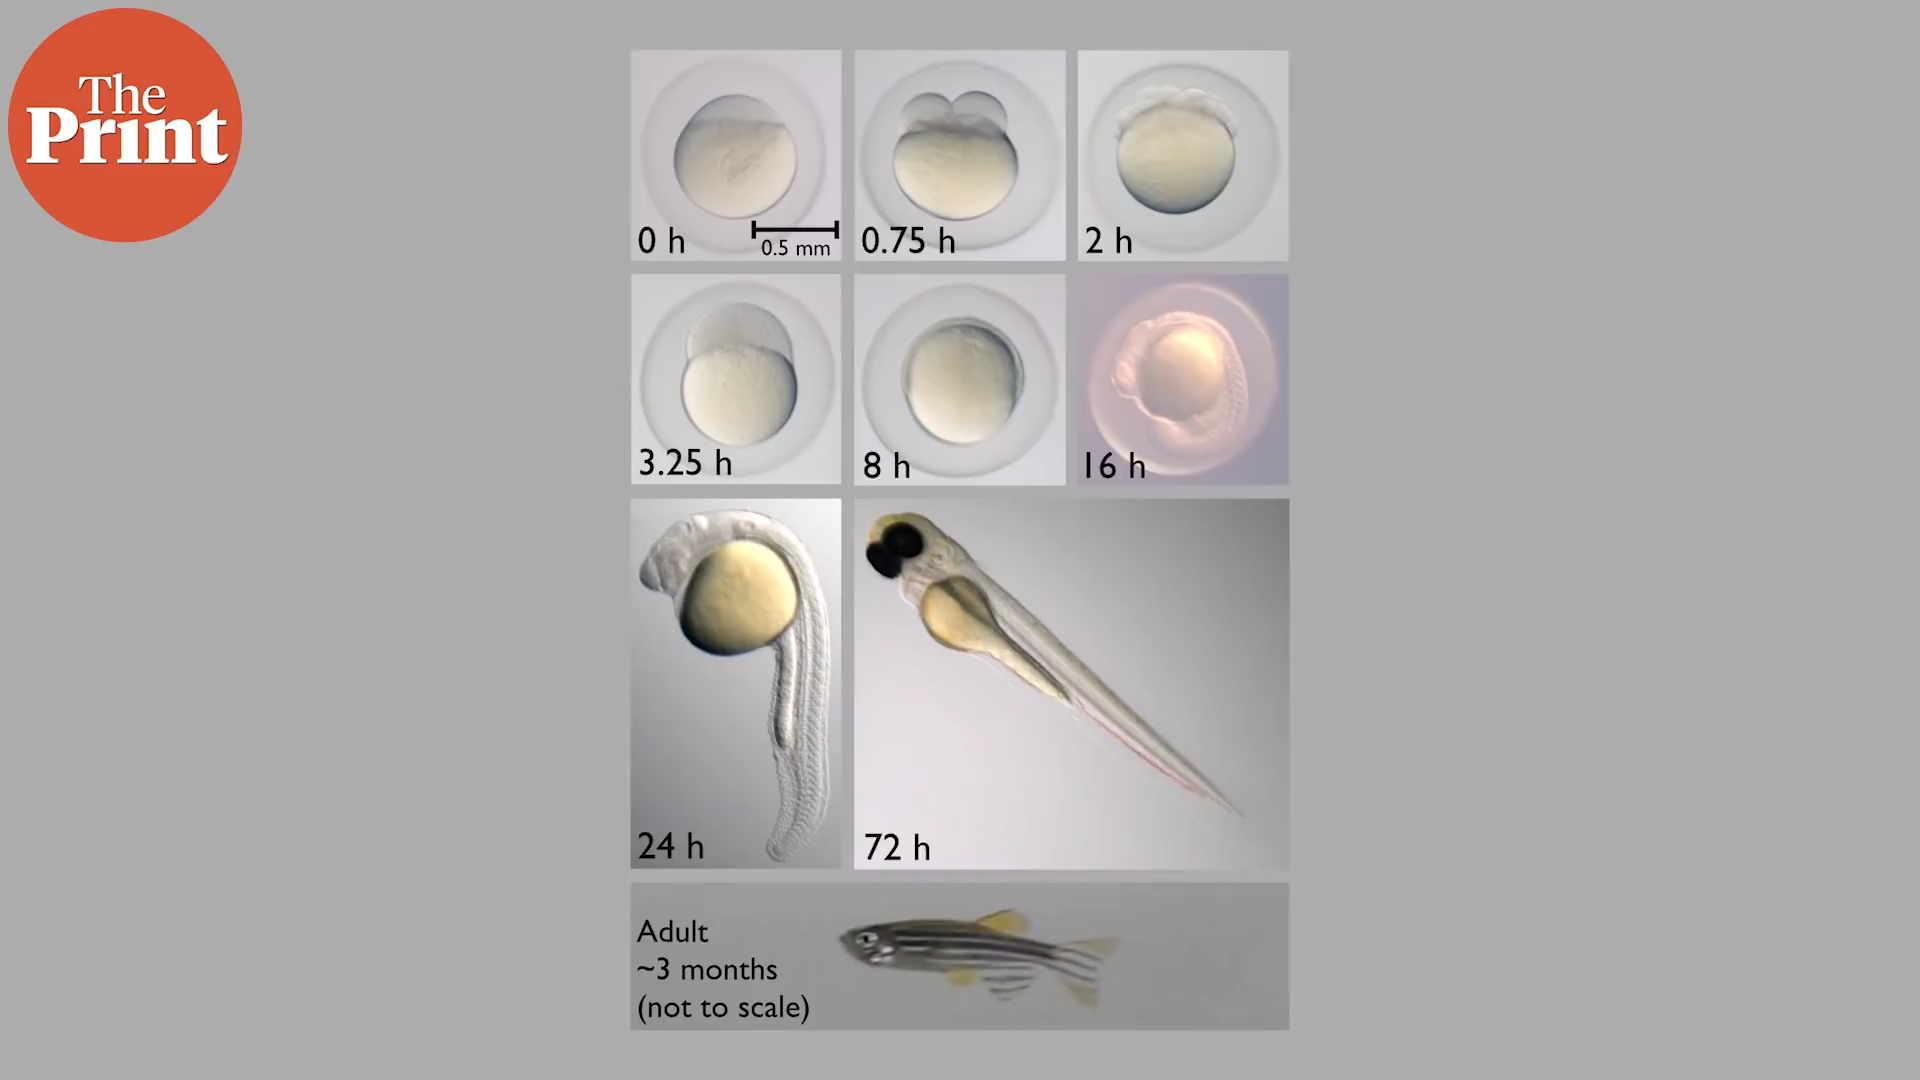 The
Print
0 h
0.5 mm
0.75 h
2 h
3.25 h
8 h
16 h
24 h
72 h
Adult
~3 months
(not to scale)